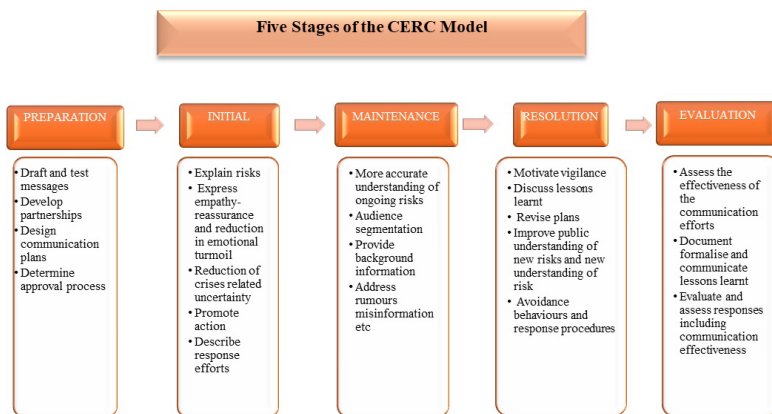 Five Stages of the CERC Model
PREPARATION
• Draft and test
messages
• Develop
partnerships
• Design
communication
plans
• Determine
approval process
INITIAL
• Explain risks
• Express
empathy-
reassurance
and reduction
in emotional
turmoil
• Reduction of
crises related
uncertainty
• Promote
action
• Describe
response
efforts
MAINTENANCE
• More accurate
understanding of
ongoing risks
• Audience
segmentation
• Provide
background
information
• Address
rumours
misinformation
etc
RESOLUTION
• Motivate vigilance
• Discuss lessons
learnt
• Revise plans
• Improve public
understanding of
new risks and new
understanding of
risk
• Avoidance
behaviours and
response procedures
EVALUATION
• Assess the
effectiveness of
the
communication
efforts
• Document
formalise and
communicate
lessons learnt
• Evaluate and
assess responses
including
communication
effectiveness